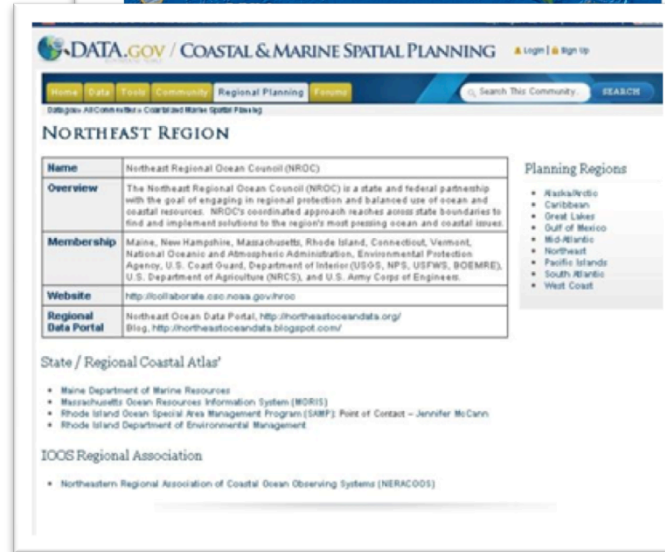 DATA.GOV / COASTAL & MARINE SPATIAL PLANNING
Login | Sign Up
Home Data Tools Community Regional Planning Forums
Search This Community. SEARCH
Data.gov » All Communities » Coastal and Marine Spatial Planning
NORTHEAST REGION
Name Northeast Regional Ocean Council (NROC)
Overview The Northeast Regional Ocean Council (NROC) is a state and federal partnership
with the goal of engaging in regional protection and balanced use of ocean and
coastal resources. NROC's coordinated approach reaches across state boundaries to
find and implement solutions to the region's most pressing ocean and coastal issues.
Membership Maine, New Hampshire, Massachusetts, Rhode Island, Connecticut, Vermont,
National Oceanic and Atmospheric Administration, Environmental Protection
Agency, U.S. Coast Guard, Department of Interior (USGS, NPS, USFWS, BOEMRE),
U.S. Department of Agriculture (NRCS), and U.S. Army Corps of Engineers.
Website http://collaborate.csc.noaa.gov/nroc
Regional Data Portal Northeast Ocean Data Portal, http://northeastoceandata.org/
Blog, http://northeastoceandata.blogspot.com/
Planning Regions
Alaska/Arctic
Caribbean
Great Lakes
Gulf of Mexico
Mid-Atlantic
Northeast
Pacific Islands
South Atlantic
West Coast
State / Regional Coastal Atlas'
Maine Department of Marine Resources
Massachusetts Ocean Resources Information System (MORIS)
Rhode Island Ocean Special Area Management Program (SAMP): Point of Contact – Jennifer McCann
Rhode Island Department of Environmental Management
IOOS Regional Association
Northeastern Regional Association of Coastal Ocean Observing Systems (NERACOOS)